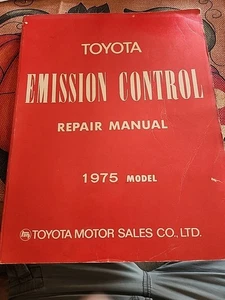 TOYOTA
EMISSION CONTROL
REPAIR MANUAL
1975 MODEL
TOYOTA MOTOR SALES CO., LTD.